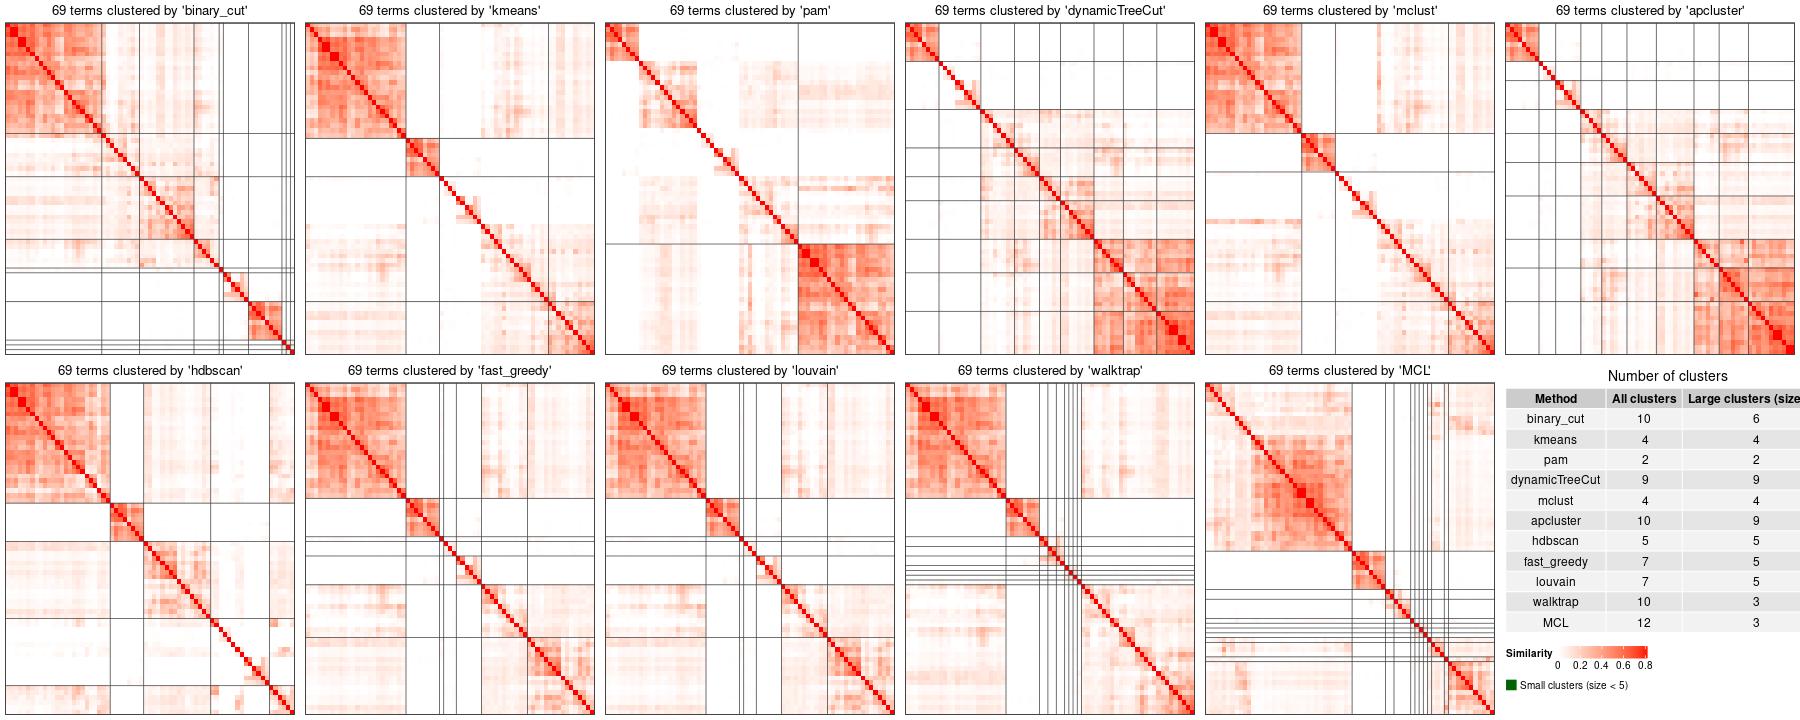 69 terms clustered by 'binary_cut'
69 terms clustered by 'kmeans'
69 terms clustered by 'pam'
69 terms clustered by 'dynamicTreeCut'
69 terms clustered by 'mclust'
69 terms clustered by 'apcluster'
69 terms clustered by 'hdbscan'
69 terms clustered by 'fast_greedy'
69 terms clustered by 'louvain'
69 terms clustered by 'walktrap'
69 terms clustered by 'MCL'
Number of clusters
Method All clusters Large clusters (size
binary_cut 10 6
kmeans 4 4
pam 2 2
dynamicTreeCut 9 9
mclust 4 4
apcluster 10 9
hdbscan 5 5
fast_greedy 7 5
louvain 7 5
walktrap 10 3
MCL 12 3
Similarity
0 0.2 0.4 0.6 0.8
Small clusters (size < 5)